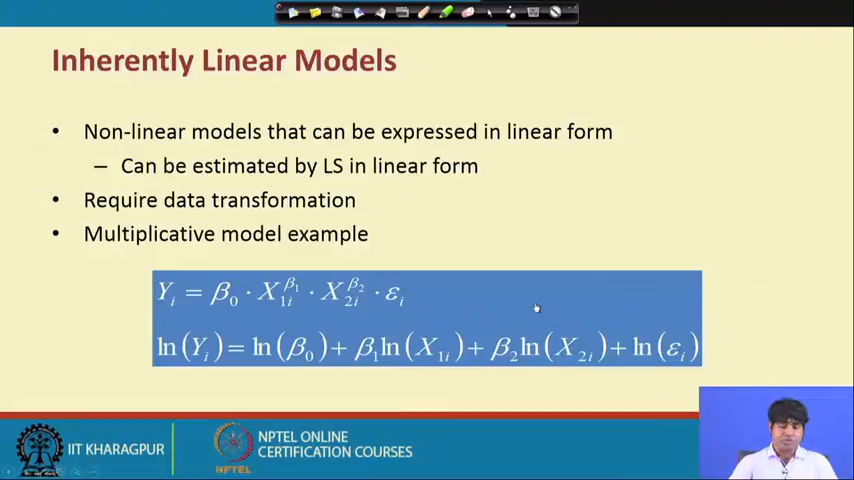 Inherently Linear Models
• Non-linear models that can be expressed in linear form
– Can be estimated by LS in linear form
• Require data transformation
• Multiplicative model example
Y_i = β_0 · X_{1i}^{β_1} · X_{2i}^{β_2} · ε_i
ln(Y_i) = ln(β_0) + β_1 ln(X_{1i}) + β_2 ln(X_{2i}) + ln(ε_i)
IIT KHARAGPUR
NPTEL
NPTEL ONLINE
CERTIFICATION COURSES